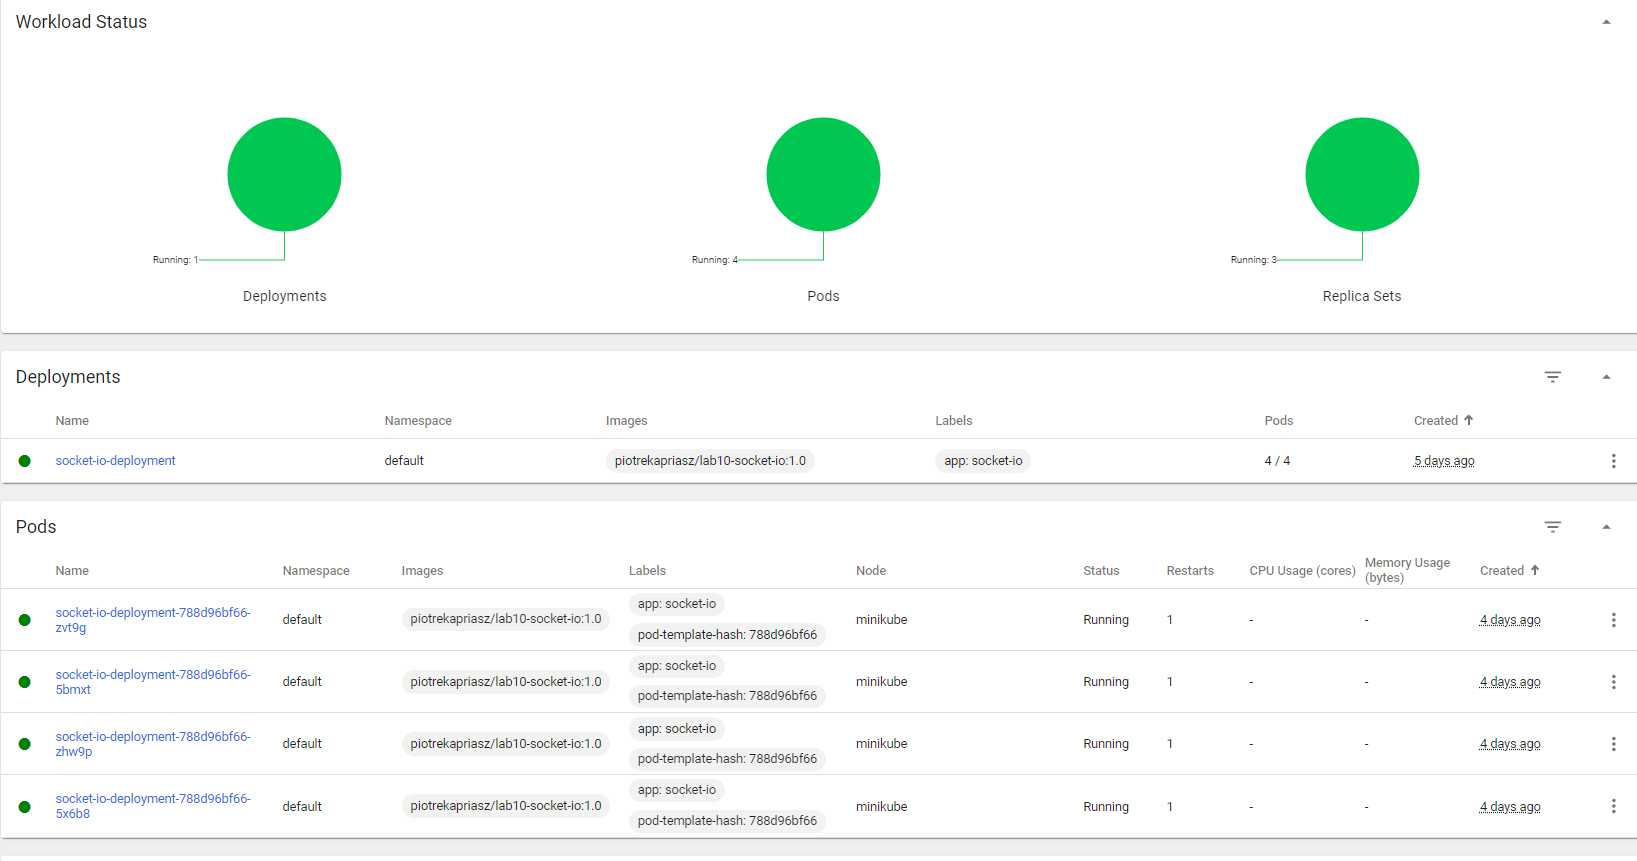 Workload Status
Running: 1
Running: 4
Running: 3
Deployments
Pods
Replica Sets
Deployments
Name Namespace Images Labels Pods Created
socket-io-deployment default piotrekapriasz/lab10-socket-io:1.0 app: socket-io 4 / 4 5 days ago
Pods
Name Namespace Images Labels Node Status Restarts CPU Usage (cores) Memory Usage (bytes) Created
socket-io-deployment-788d96bf66-
zvt9g
default piotrekapriasz/lab10-socket-io:1.0
app: socket-io
pod-template-hash: 788d96bf66
minikube Running 1 - - 4 days ago
socket-io-deployment-788d96bf66-
5bmxt
default piotrekapriasz/lab10-socket-io:1.0
app: socket-io
pod-template-hash: 788d96bf66
minikube Running 1 - - 4 days ago
socket-io-deployment-788d96bf66-
zhw9p
default piotrekapriasz/lab10-socket-io:1.0
app: socket-io
pod-template-hash: 788d96bf66
minikube Running 1 - - 4 days ago
socket-io-deployment-788d96bf66-
5x6b8
default piotrekapriasz/lab10-socket-io:1.0
app: socket-io
pod-template-hash: 788d96bf66
minikube Running 1 - - 4 days ago